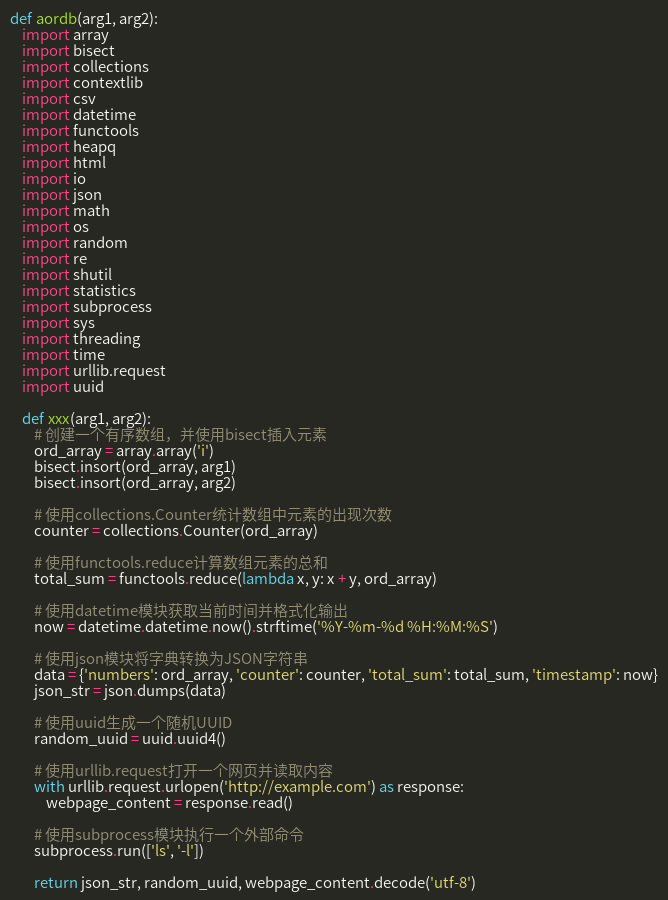 def aordb(arg1, arg2):
    import array
    import bisect
    import collections
    import contextlib
    import csv
    import datetime
    import functools
    import heapq
    import html
    import io
    import json
    import math
    import os
    import random
    import re
    import shutil
    import statistics
    import subprocess
    import sys
    import threading
    import time
    import urllib.request
    import uuid

    def xxx(arg1, arg2):
        # 创建一个有序数组，并使用bisect插入元素
        ord_array = array.array('i')
        bisect.insort(ord_array, arg1)
        bisect.insort(ord_array, arg2)

        # 使用collections.Counter统计数组中元素的出现次数
        counter = collections.Counter(ord_array)

        # 使用functools.reduce计算数组元素的总和
        total_sum = functools.reduce(lambda x, y: x + y, ord_array)

        # 使用datetime模块获取当前时间并格式化输出
        now = datetime.datetime.now().strftime('%Y-%m-%d %H:%M:%S')

        # 使用json模块将字典转换为JSON字符串
        data = {'numbers': ord_array, 'counter': counter, 'total_sum': total_sum, 'timestamp': now}
        json_str = json.dumps(data)

        # 使用uuid生成一个随机UUID
        random_uuid = uuid.uuid4()

        # 使用urllib.request打开一个网页并读取内容
        with urllib.request.urlopen('http://example.com') as response:
            webpage_content = response.read()

        # 使用subprocess模块执行一个外部命令
        subprocess.run(['ls', '-l'])

        return json_str, random_uuid, webpage_content.decode('utf-8')